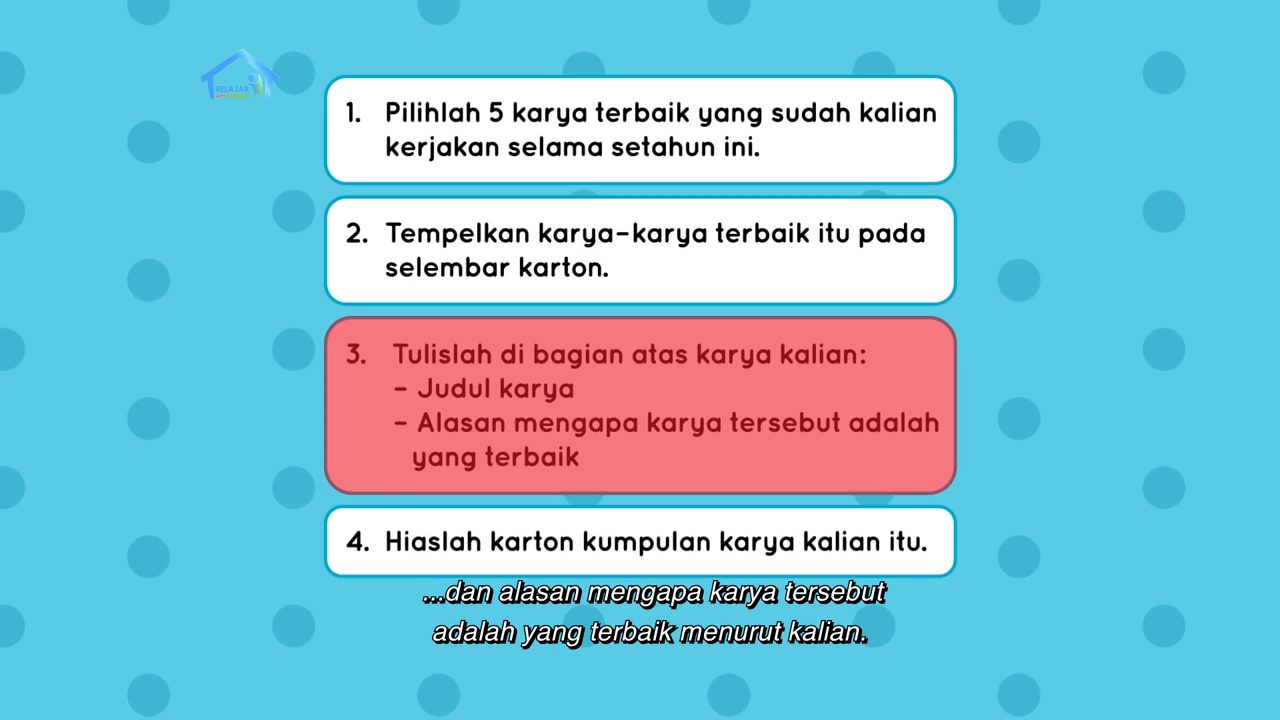 BELAJAR
1. Pilihlah 5 karya terbaik yang sudah kalian
kerjakan selama setahun ini.
2. Tempelkan karya-karya terbaik itu pada
selembar karton.
3. Tulislah di bagian atas karya kalian:
- Judul karya
- Alasan mengapa karya tersebut adalah
yang terbaik
4. Hiaslah karton kumpulan karya kalian itu.
...dan alasan mengapa karya tersebut
adalah yang terbaik menurut kalian.